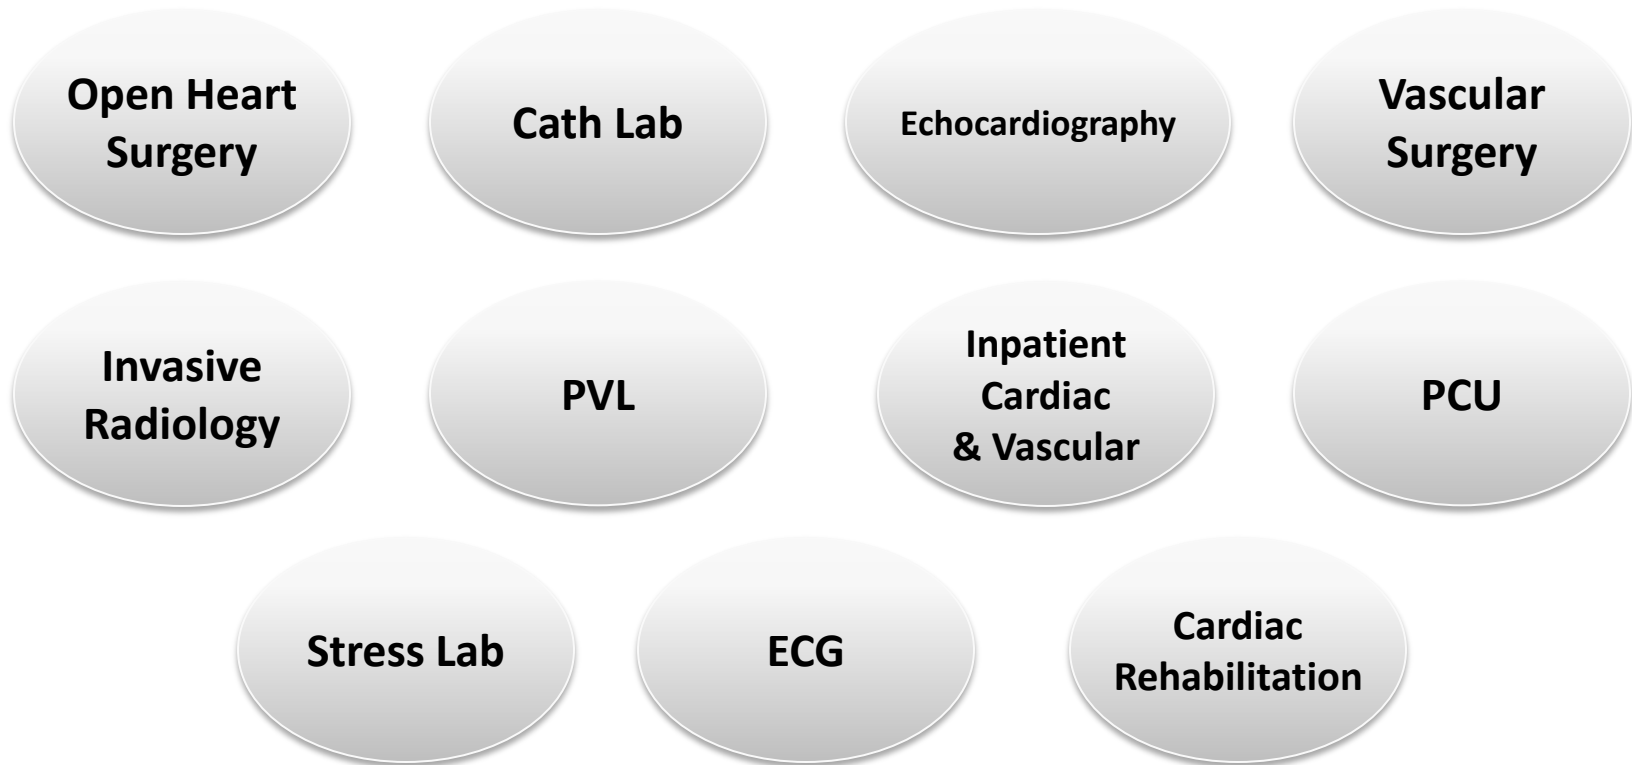 Open Heart
Surgery
Cath Lab
Echocardiography
Vascular
Surgery
Invasive
Radiology
PVL
Inpatient
Cardiac
& Vascular
PCU
Stress Lab
ECG
Cardiac
Rehabilitation